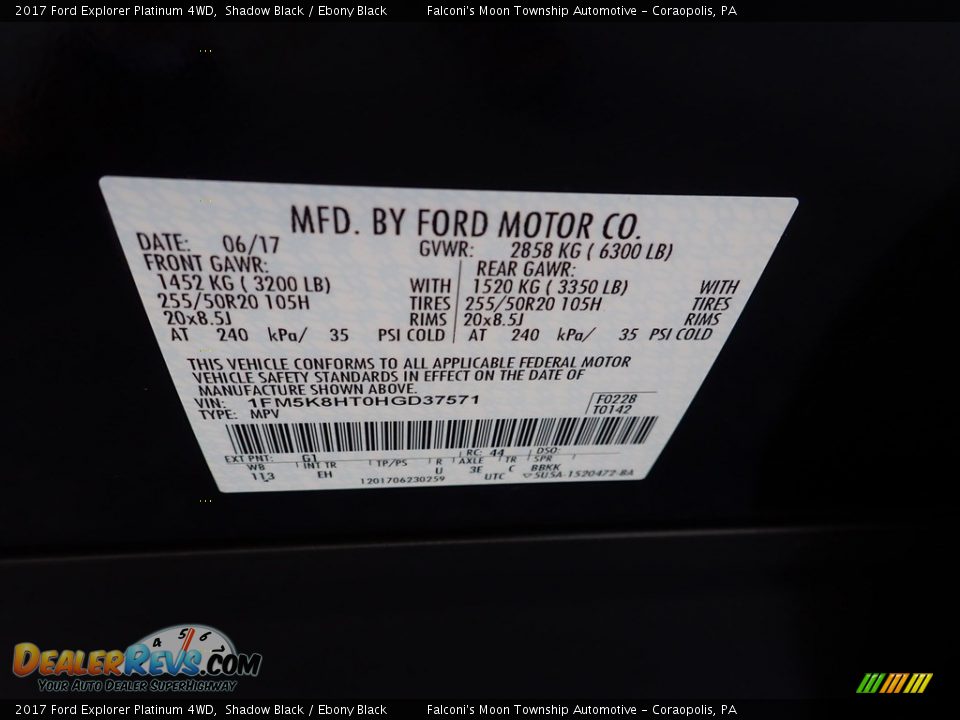 2017 Ford Explorer Platinum 4WD, Shadow Black / Ebony Black Falconi's Moon Township Automotive - Coraopolis, PA
MFD. BY FORD MOTOR CO.
DATE: 06/17 GVWR: 2858 KG ( 6300 LB)
FRONT GAWR: REAR GAWR:
1452 KG ( 3200 LB) WITH 1520 KG ( 3350 LB) WITH
255/50R20 105H TIRES 255/50R20 105H TIRES
20x8.5J RIMS 20x8.5J RIMS
AT 240 kPa/ 35 PSI COLD AT 240 kPa/ 35 PSI COLD
THIS VEHICLE CONFORMS TO ALL APPLICABLE FEDERAL MOTOR
VEHICLE SAFETY STANDARDS IN EFFECT ON THE DATE OF
MANUFACTURE SHOWN ABOVE.
VIN: 1FM5K8HT0HGD37571 F0228
TYPE: MPV T0142
EXT PNT: G1 RC: 44 DSO:
WB INT TR TP/PS R AXLE TR SPR
113 EH U 3E C BBKK
1201706230259 UTC 5U5A-1520472-BA
4 5 6
DEALERREVS.COM
YOUR AUTO DEALER SUPERHIGHWAY
2017 Ford Explorer Platinum 4WD, Shadow Black / Ebony Black Falconi's Moon Township Automotive - Coraopolis, PA